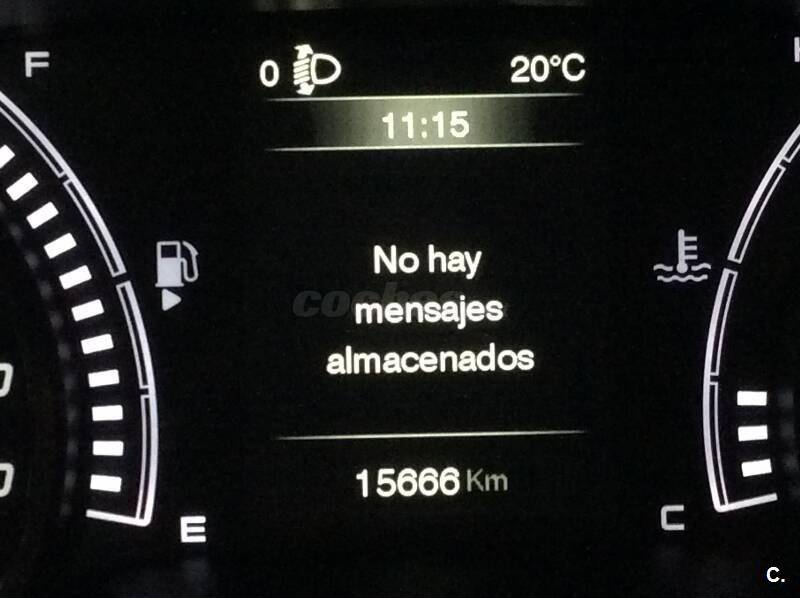 F
0
20°C
11:15
No hay
mensajes
almacenados
15666 Km
E
C
C.